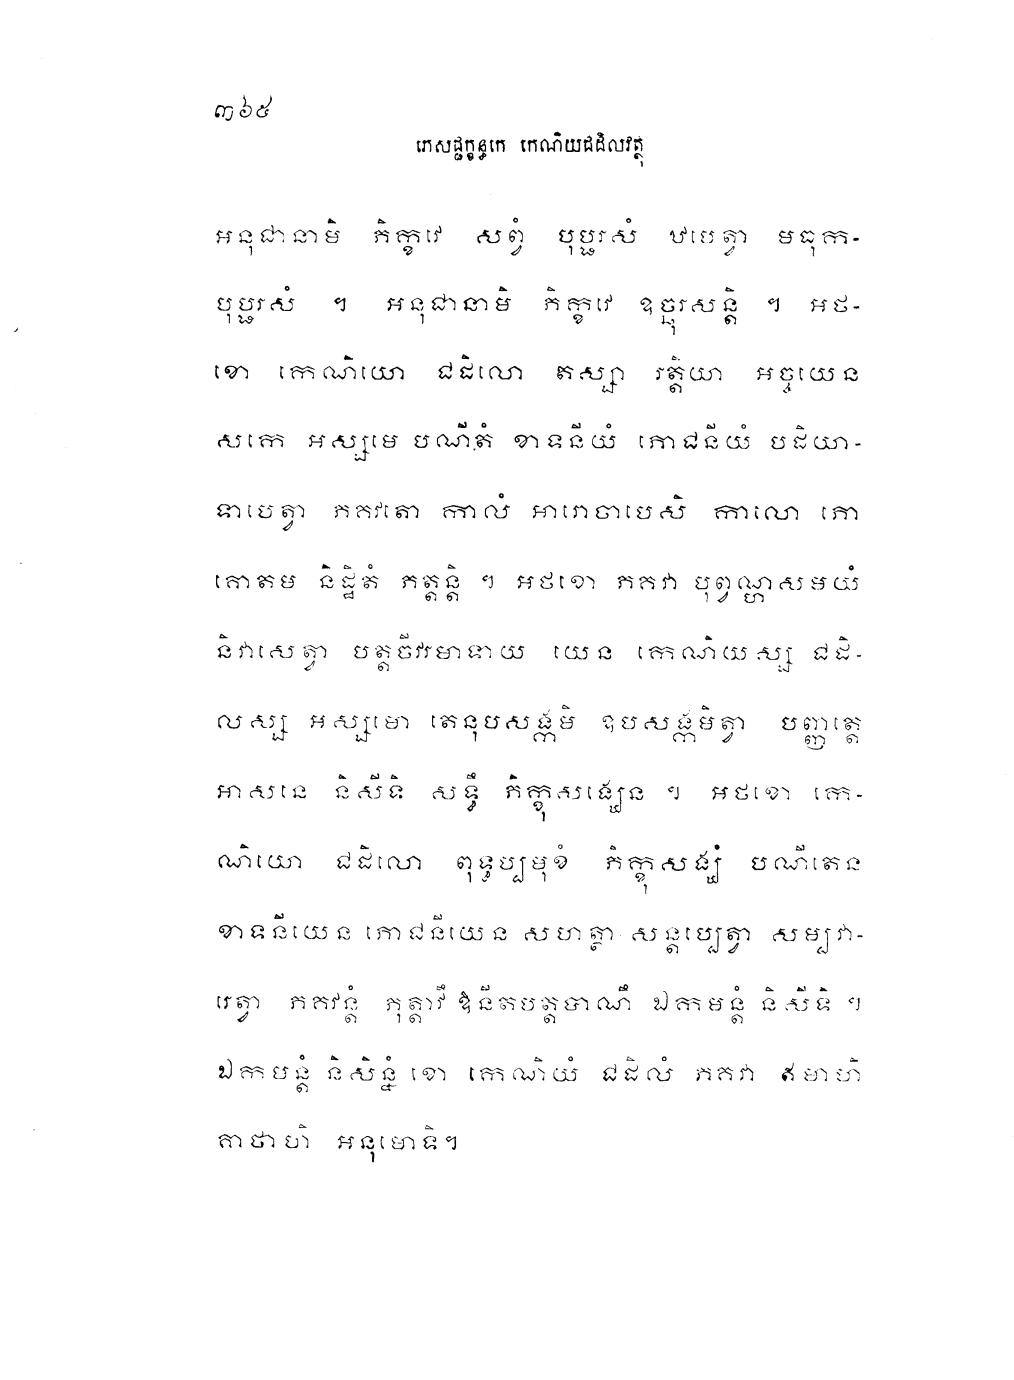 ៣៦៥
ភេសជ្ជក្ខន្ធកេ កេណិយជដិលវត្ថុ
អនុជានាមិ ភិក្ខវេ សព្វំ បុប្ផរសំ ឋបេត្វា មធុក-
បុប្ផរសំ ។ អនុជានាមិ ភិក្ខវេ ឧច្ឆុរសន្តិ ។ អថ-
ខោ កេណិយោ ជដិលោ តស្សា រត្តិយា អច្ចយេន
សកេ អស្សមេ បណីតំ ខាទនីយំ ភោជនីយំ បដិយា-
ទាបេត្វា ភគវតោ កាលំ អារោចាបេសិ កាលោ ភោ
គោតម និដ្ឋិតំ ភត្តន្តិ ។ អថខោ ភគវា បុព្វណ្ហសមយំ
និវាសេត្វា បត្តចីវរមាទាយ យេន កេណិយស្ស ជដិ-
លស្ស អស្សមោ តេនុបសង្កមិ ឧបសង្កមិត្វា បញ្ញត្តេ
អាសនេ និសីទិ សទ្ធឹ ភិក្ខុសង្ឃេន ។ អថខោ កេ-
ណិយោ ជដិលោ ពុទ្ធប្បមុខំ ភិក្ខុសង្ឃំ បណីតេន
ខាទនីយេន ភោជនីយេន សហត្ថា សន្តប្បេត្វា សម្បវា-
រេត្វា ភគវន្តំ ភុត្តាវឹ ឱនីតបត្តបាណឹ ឯកមន្តំ និសីទិ ។
ឯកមន្តំ និសិន្នំ ខោ កេណិយំ ជដិលំ ភគវា ឥមាហិ
គាថាហិ អនុមោទិ។